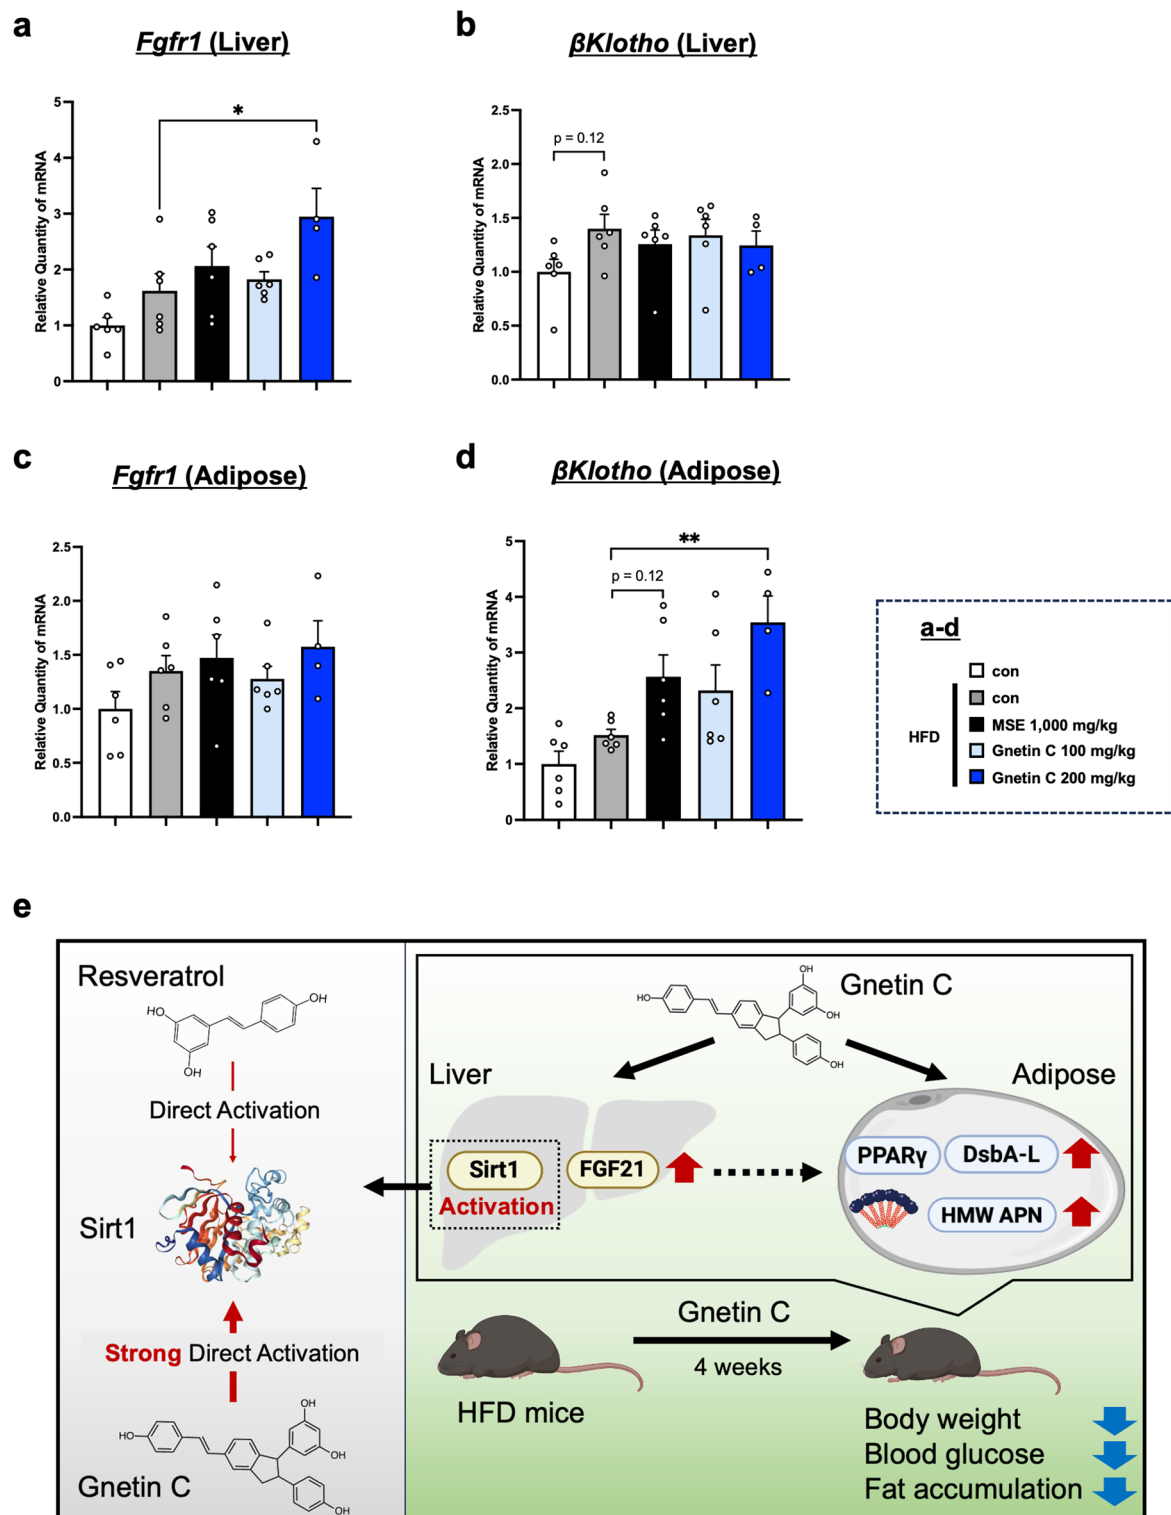 a
Fgfr1 (Liver)
Relative Quantity of mRNA
5
4
3
2
1
0
*
b
βKlotho (Liver)
Relative Quantity of mRNA
2.5
2.0
1.5
1.0
0.5
0.0
p = 0.12
c
Fgfr1 (Adipose)
Relative Quantity of mRNA
2.5
2.0
1.5
1.0
0.5
0.0
d
βKlotho (Adipose)
Relative Quantity of mRNA
5
4
3
2
1
0
**
p = 0.12
a-d
con
con
MSE 1,000 mg/kg
HFD
Gnetin C 100 mg/kg
Gnetin C 200 mg/kg
e
Resveratrol
HO
OH
OH
Direct Activation
Sirt1
Strong Direct Activation
HO
OH
OH
OH
Gnetin C
Gnetin C
HO
OH
OH
OH
Liver
Adipose
Sirt1
Activation
FGF21
PPARγ
DsbA-L
HMW APN
HFD mice
Gnetin C
4 weeks
Body weight
Blood glucose
Fat accumulation